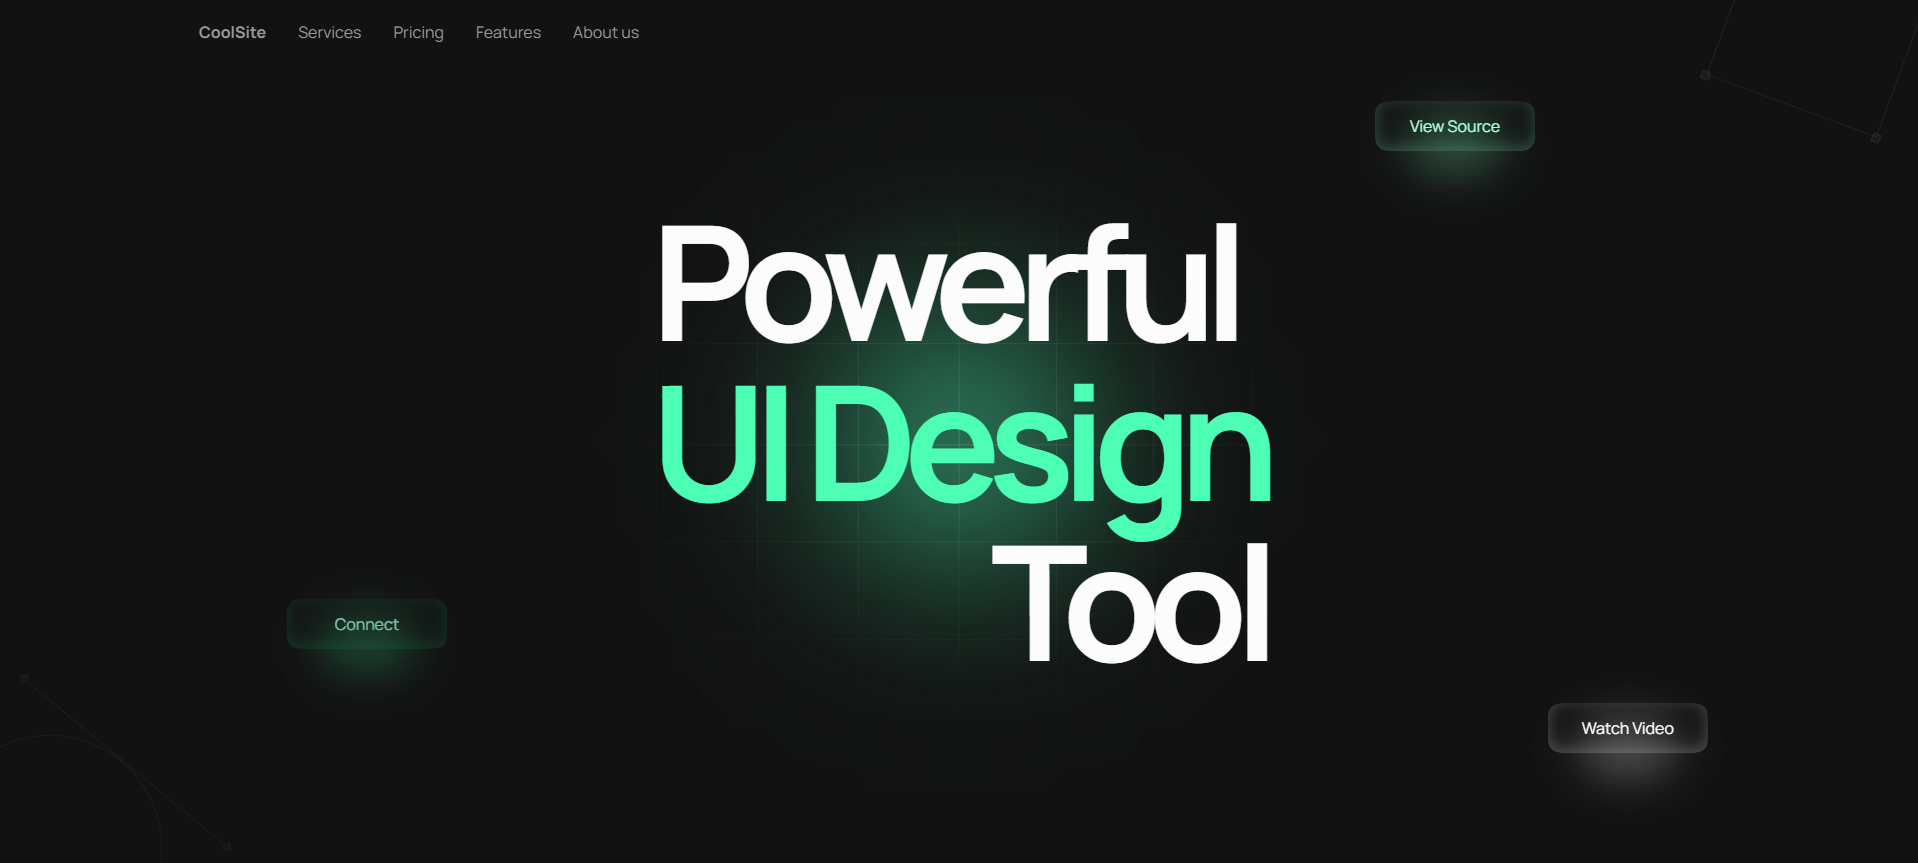 CoolSite Services Pricing Features About us
View Source
Powerful
UI Design
Tool
Connect
Watch Video